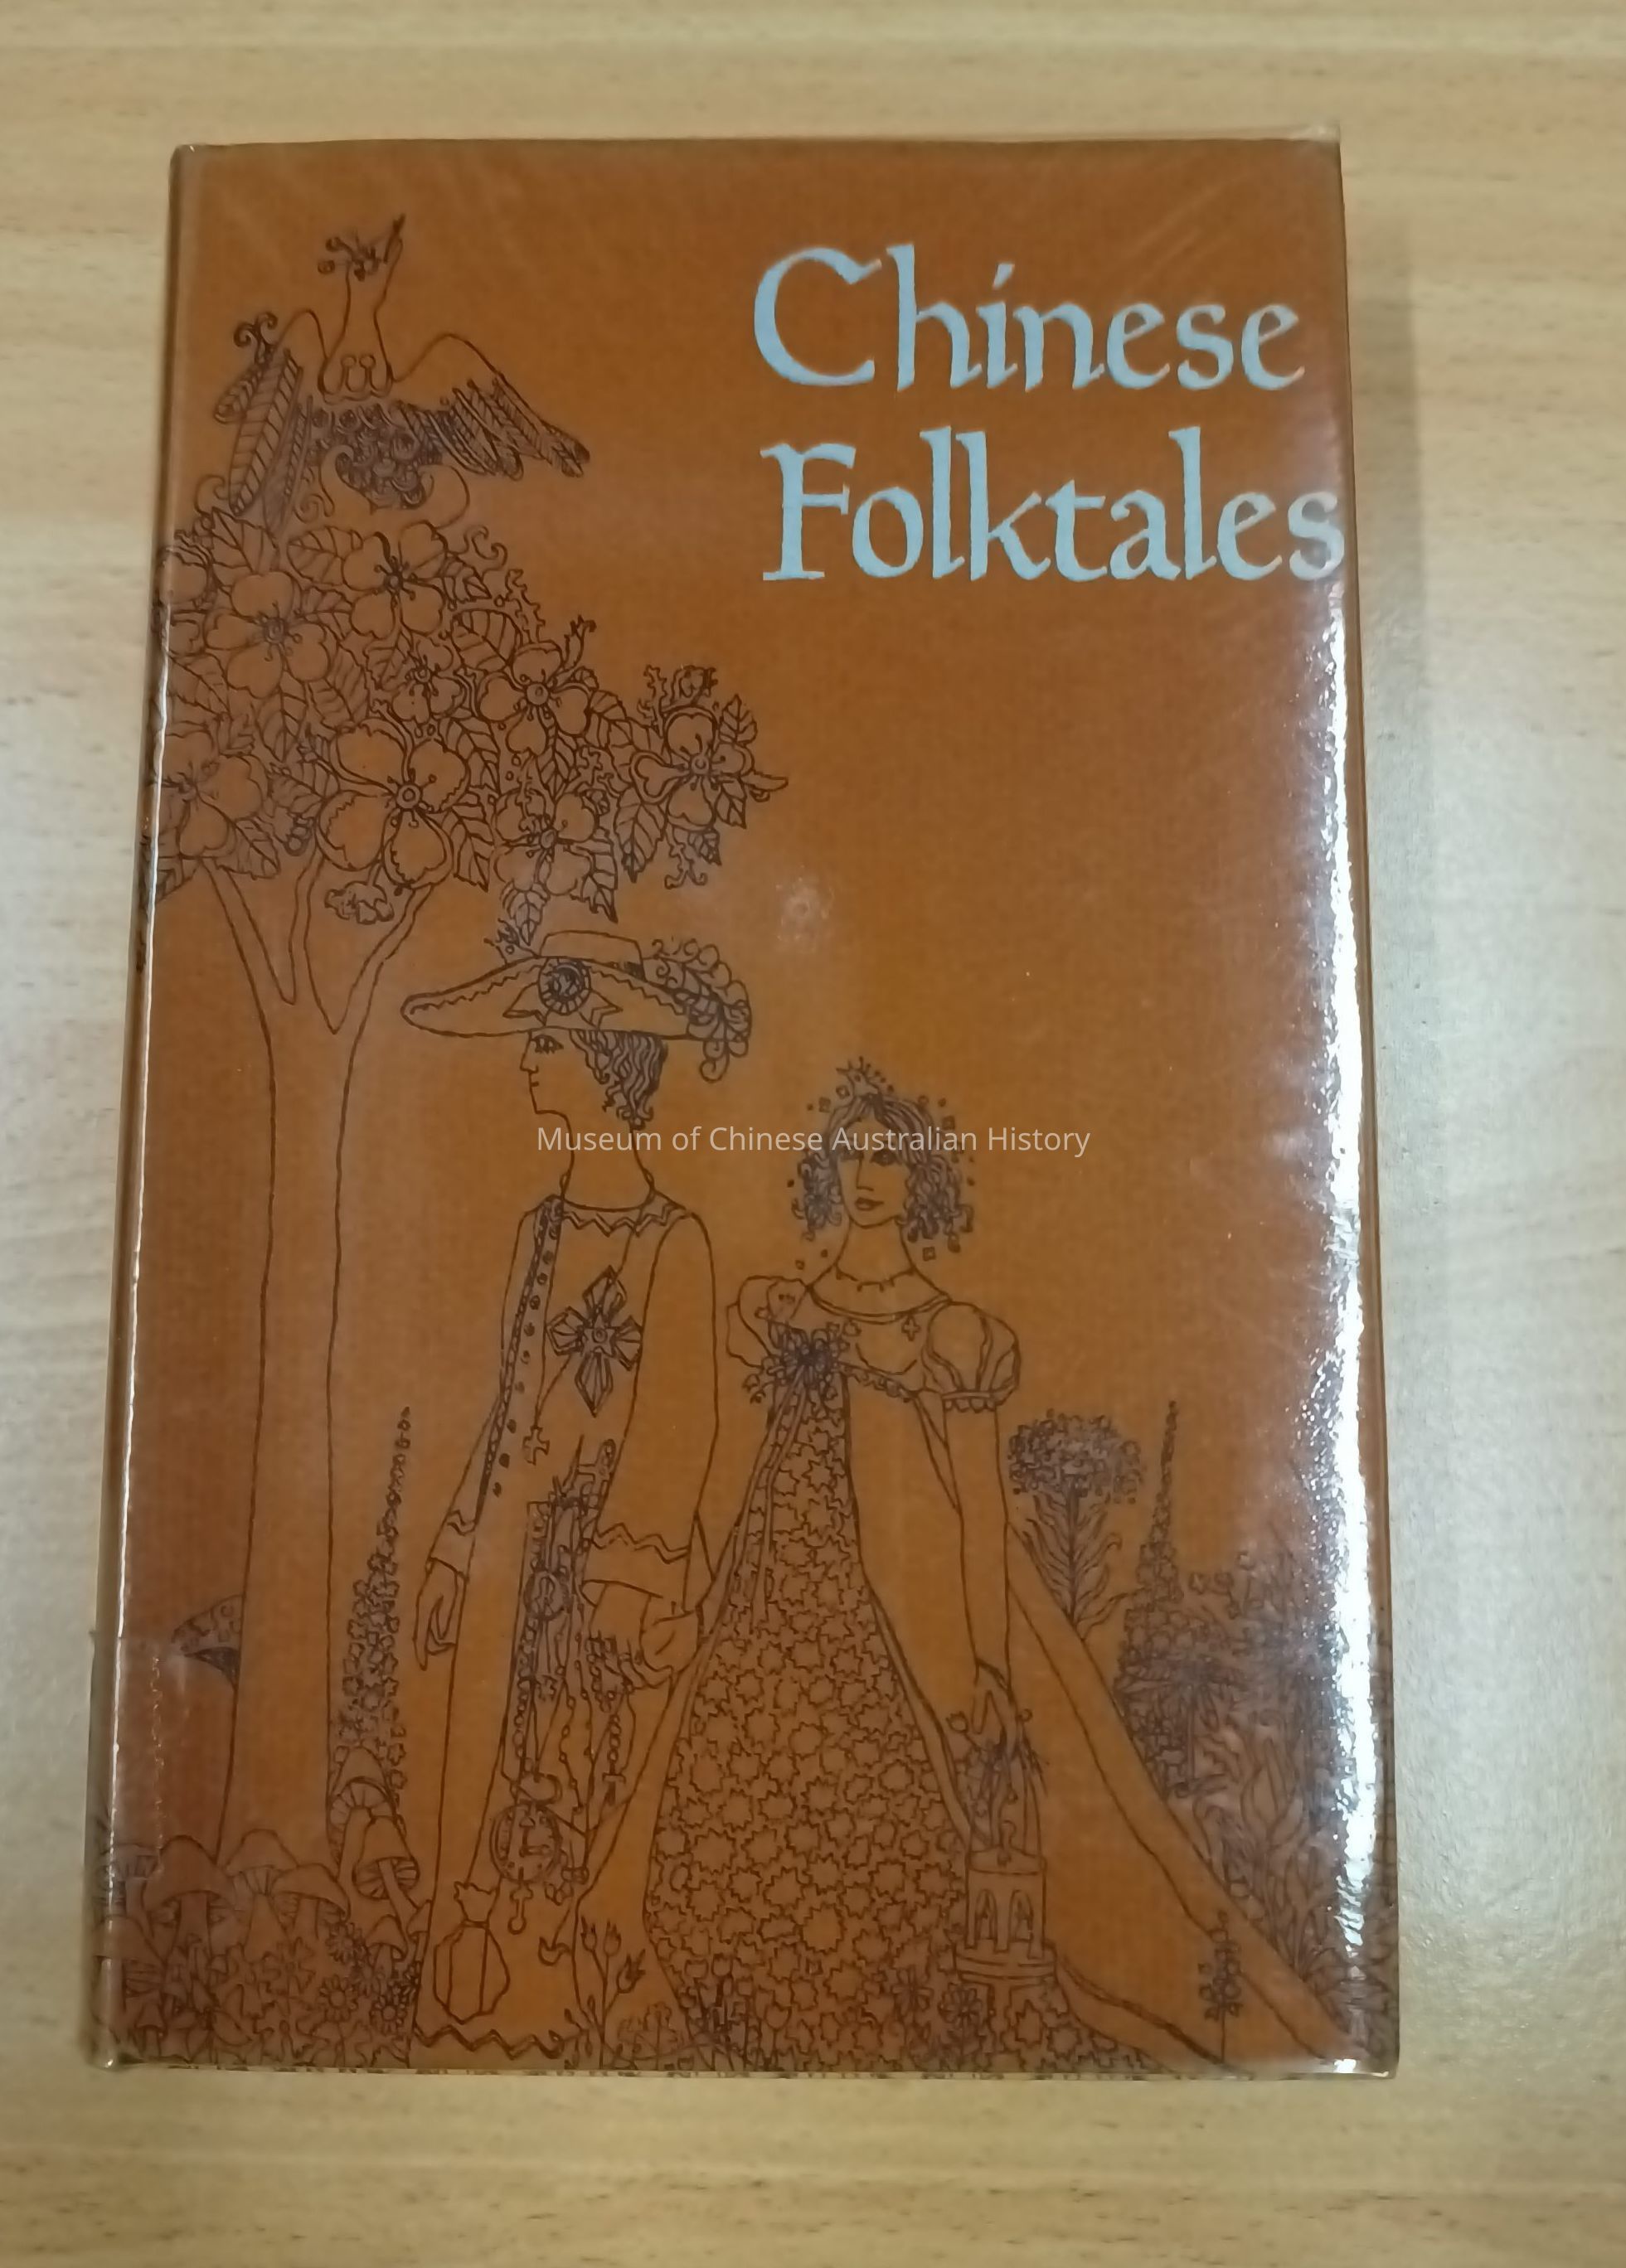 Chinese
Folktales
Museum of Chinese Australian History